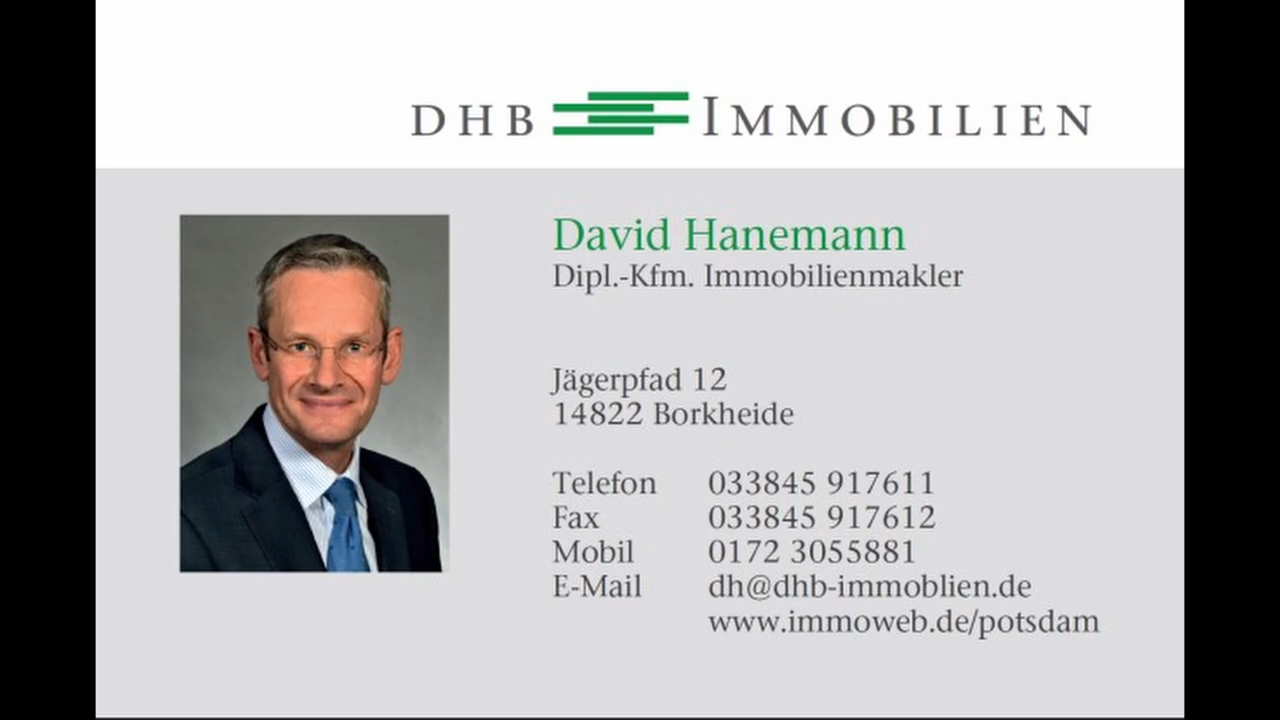 DHB IMMOBILIEN
David Hanemann
Dipl.-Kfm. Immobilienmakler
Jägerpfad 12
14822 Borkheide
Telefon 033845 917611
Fax 033845 917612
Mobil 0172 3055881
E-Mail dh@dhb-immoblien.de
www.immoweb.de/potsdam